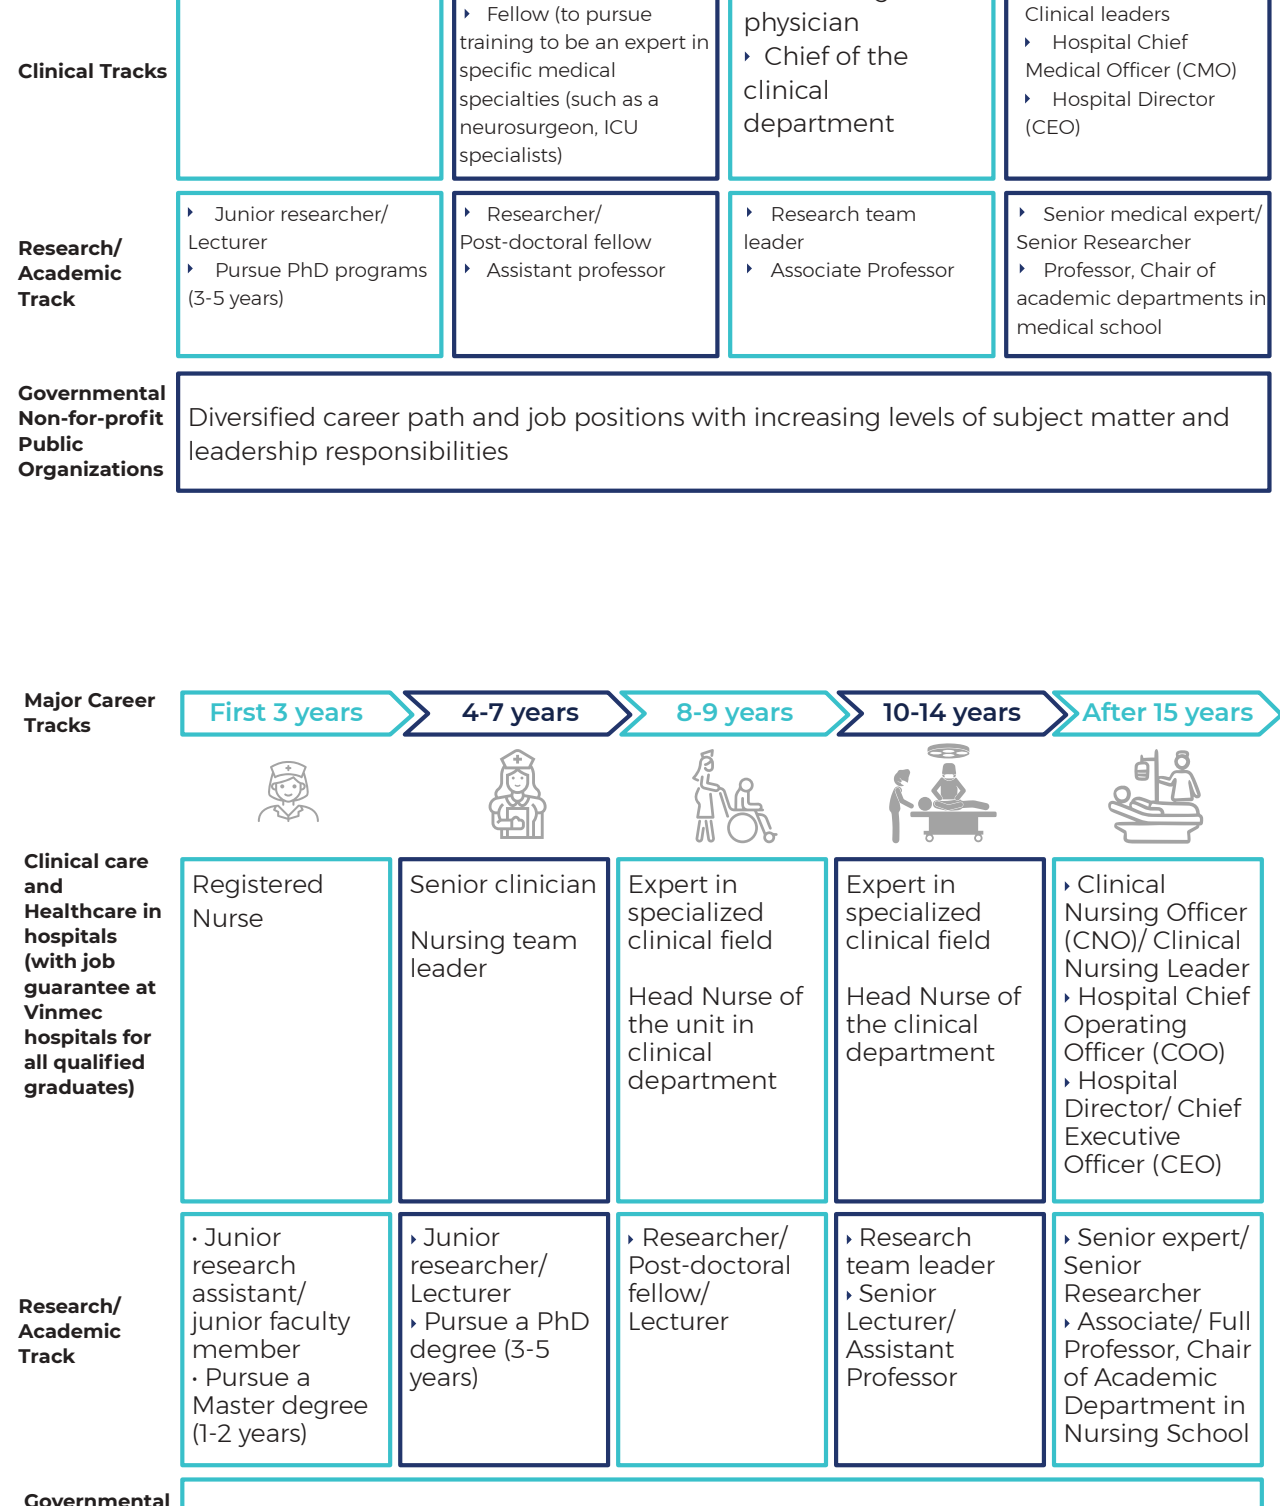 Clinical Tracks
Fellow (to pursue
training to be an expert in
specific medical
specialties (such as a
neurosurgeon, ICU
specialists)
physician
Chief of the
clinical
department
Clinical leaders
Hospital Chief
Medical Officer (CMO)
Hospital Director
(CEO)
Research/
Academic
Track
Junior researcher/
Lecturer
Pursue PhD programs
(3-5 years)
Researcher/
Post-doctoral fellow
Assistant professor
Research team
leader
Associate Professor
Senior medical expert/
Senior Researcher
Professor, Chair of
academic departments in
medical school
Governmental
Non-for-profit
Public
Organizations
Diversified career path and job positions with increasing levels of subject matter and
leadership responsibilities
Major Career
Tracks
First 3 years
4-7 years
8-9 years
10-14 years
After 15 years
Clinical care
and
Healthcare in
hospitals
(with job
guarantee at
Vinmec
hospitals for
all qualified
graduates)
Registered
Nurse
Senior clinician
Nursing team
leader
Expert in
specialized
clinical field
Head Nurse of
the unit in
clinical
department
Expert in
specialized
clinical field
Head Nurse of
the clinical
department
Clinical
Nursing Officer
(CNO)/ Clinical
Nursing Leader
Hospital Chief
Operating
Officer (COO)
Hospital
Director/ Chief
Executive
Officer (CEO)
Research/
Academic
Track
• Junior
research
assistant/
junior faculty
member
• Pursue a
Master degree
(1-2 years)
Junior
researcher/
Lecturer
Pursue a PhD
degree (3-5
years)
Researcher/
Post-doctoral
fellow/
Lecturer
Research
team leader
Senior
Lecturer/
Assistant
Professor
Senior expert/
Senior
Researcher
Associate/ Full
Professor, Chair
of Academic
Department in
Nursing School
Governmental